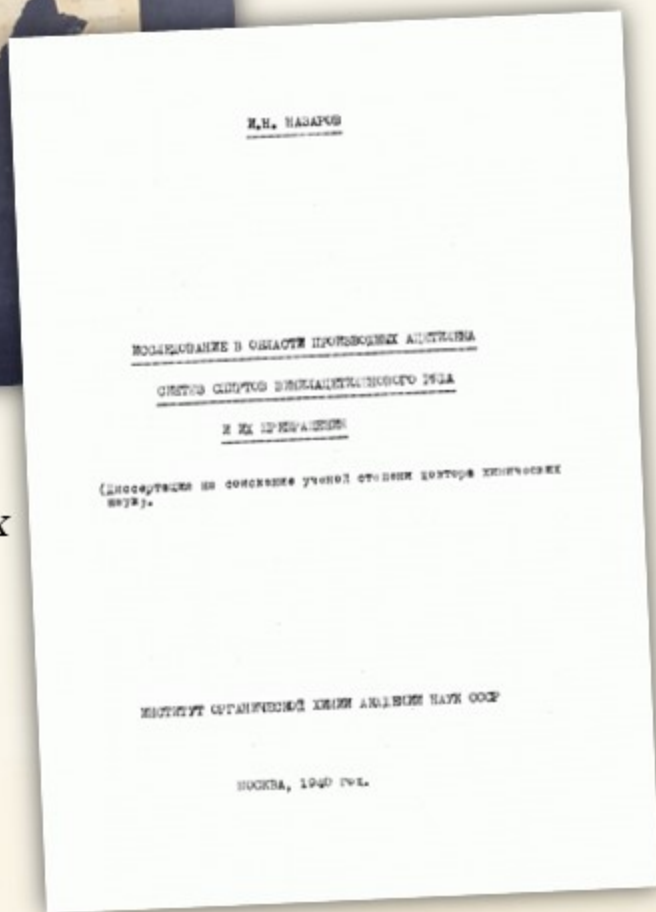 И.Н. НАЗАРОВ
ИССЛЕДОВАНИЕ В ОБЛАСТИ ПРОИЗВОДНЫХ АЦЕТИЛЕНА
СИНТЕЗ СПИРТОВ ВИНИЛАЦЕТИЛЕНОВОГО РЯДА
И ИХ ПРЕВРАЩЕНИЯ
(Диссертация на соискание ученой степени доктора химических
наук).
х
ИНСТИТУТ ОРГАНИЧЕСКОЙ ХИМИИ АКАДЕМИИ НАУК СССР
МОСКВА, 1940 год.